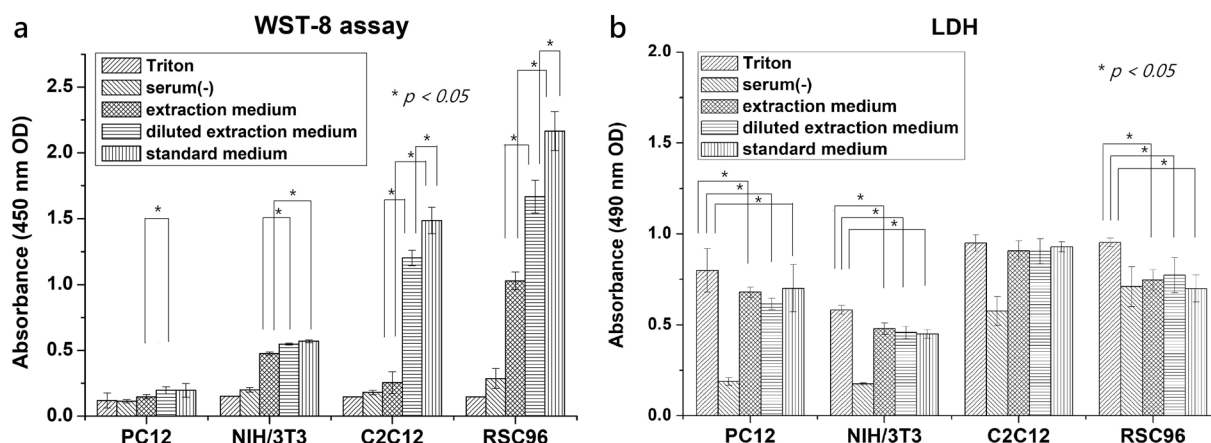 a
WST-8 assay
Absorbance (450 nm OD)
2.5
2.0
1.5
1.0
0.5
0.0
Triton
serum(-)
extraction medium
diluted extraction medium
standard medium
* p < 0.05
*
*
*
*
*
*
*
*
*
PC12
NIH/3T3
C2C12
RSC96
b
LDH
Absorbance (490 nm OD)
2.0
1.5
1.0
0.5
0.0
Triton
serum(-)
extraction medium
diluted extraction medium
standard medium
* p < 0.05
*
*
*
*
*
*
*
*
*
PC12
NIH/3T3
C2C12
RSC96